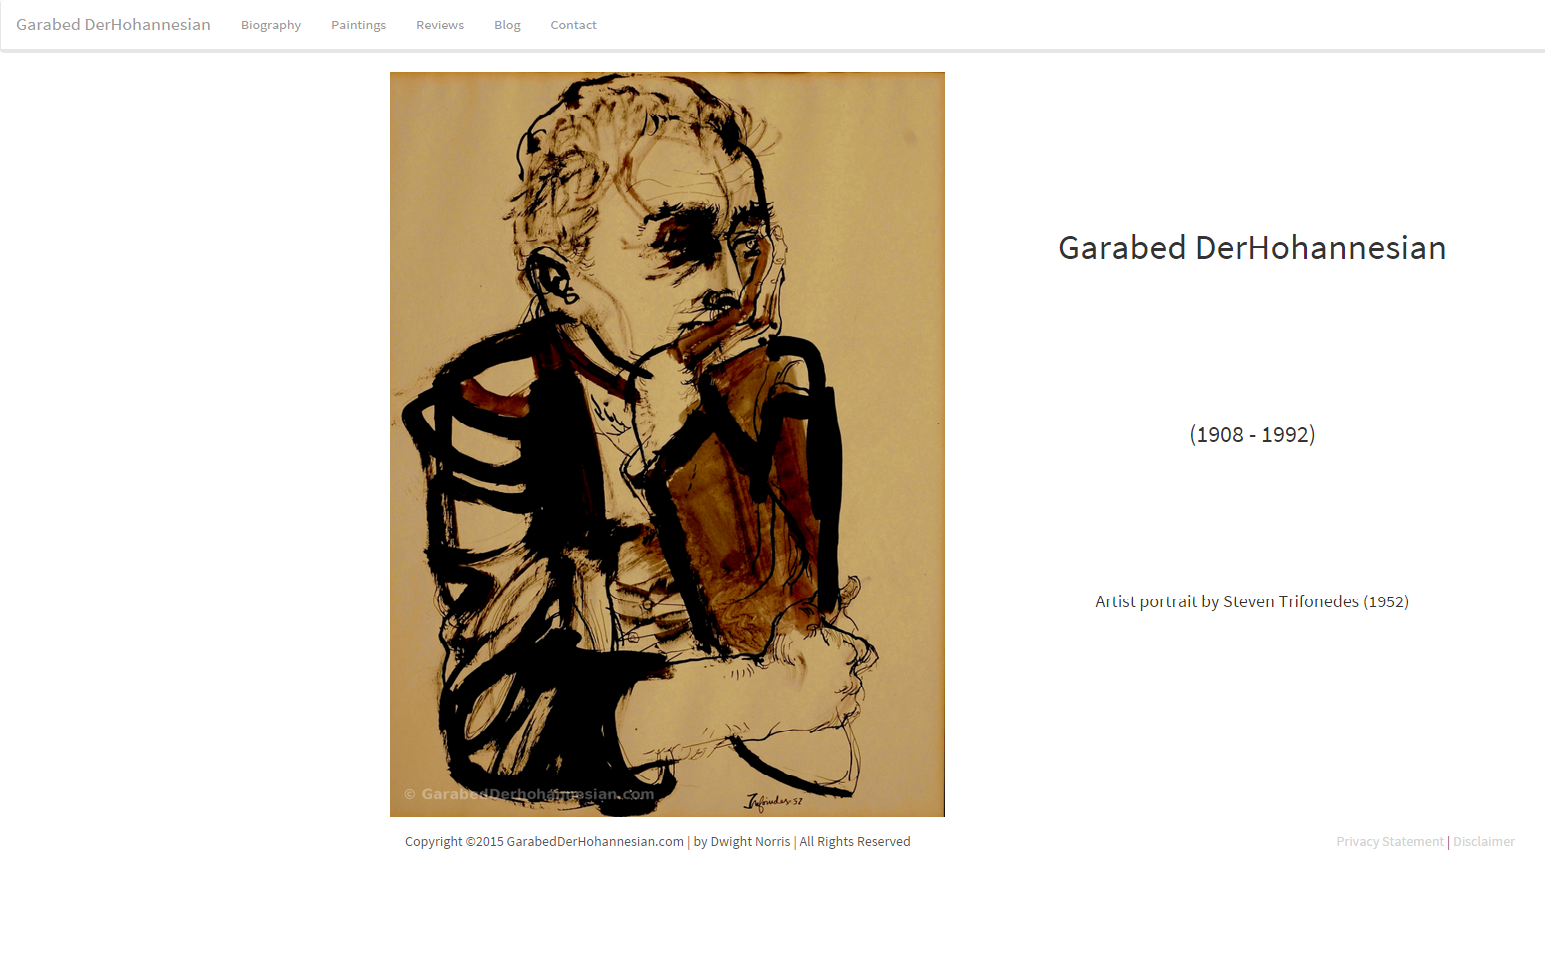 Garabed DerHohannesian Biography Paintings Reviews Blog Contact
Garabed DerHohannesian
(1908 - 1992)
Artist portrait by Steven Trifonedes (1952)
© GarabedDerhohannesian.com
Trifonides-52
Copyright ©2015 GarabedDerHohannesian.com | by Dwight Norris | All Rights Reserved
Privacy Statement | Disclaimer